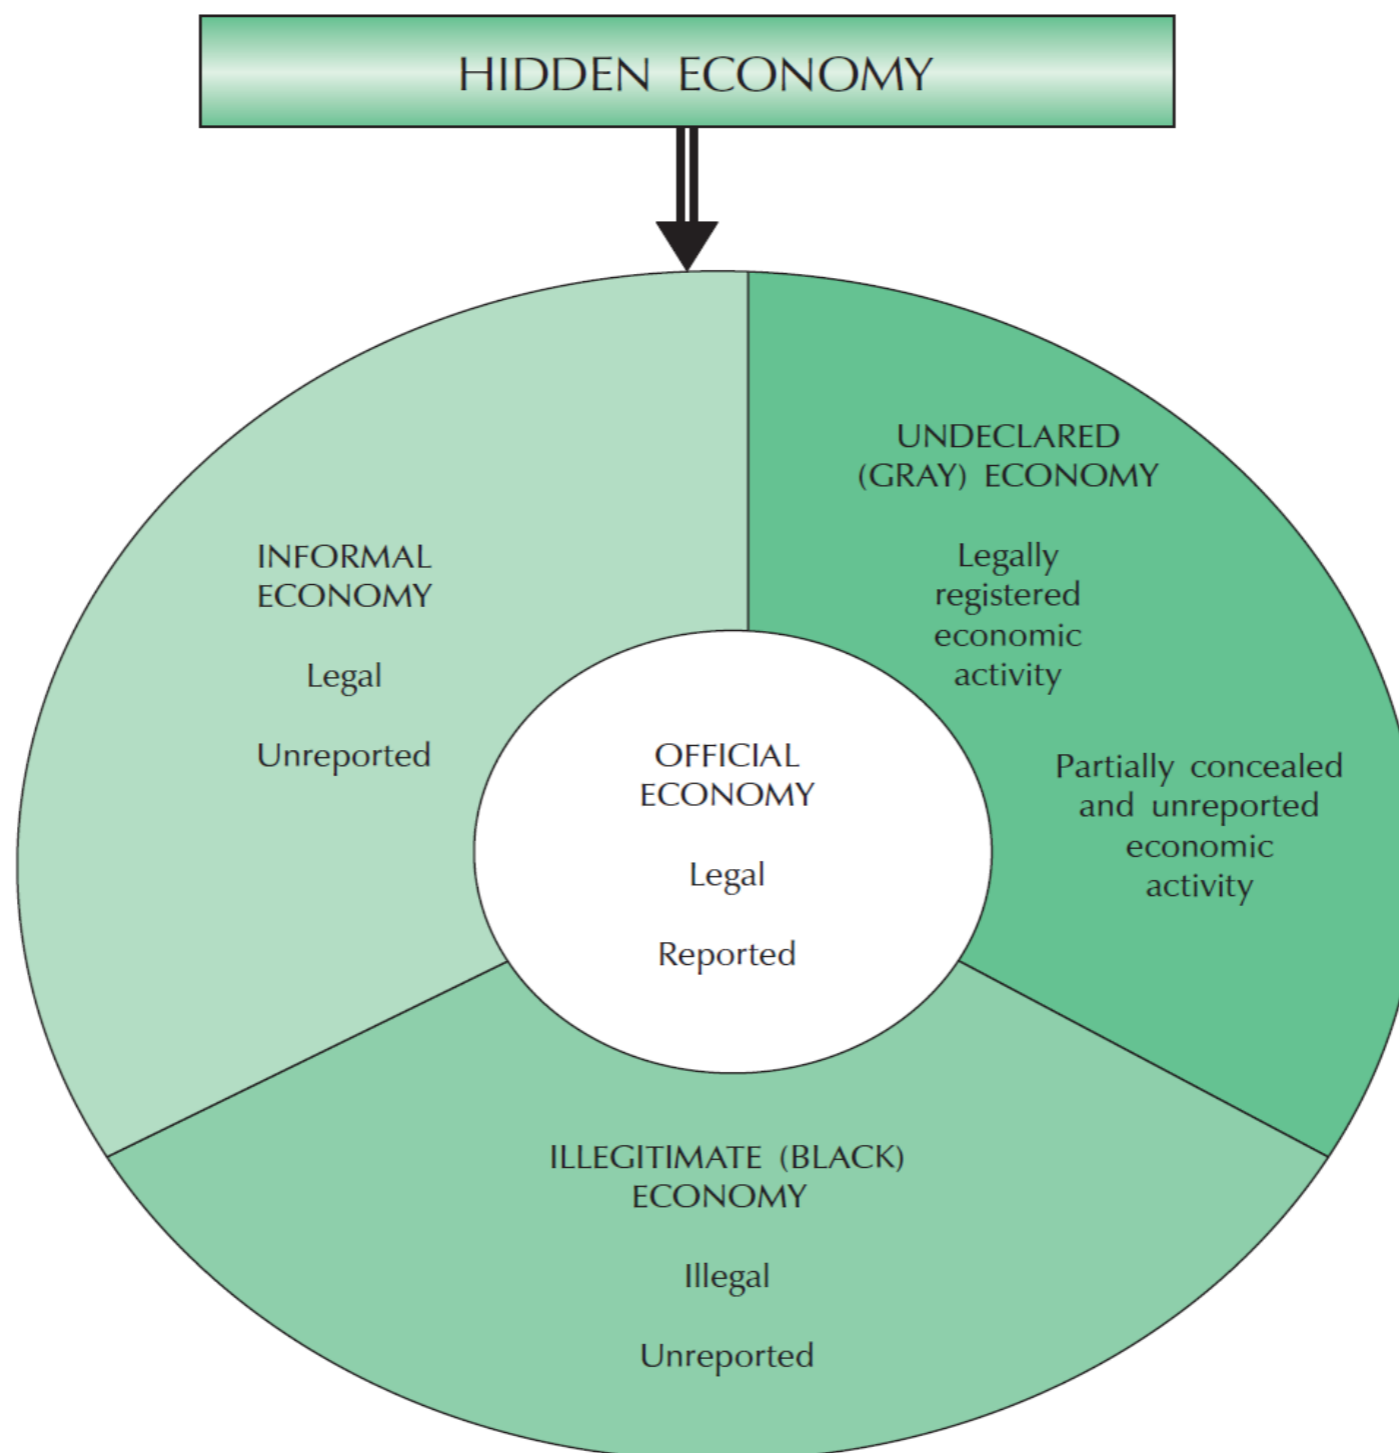 HIDDEN ECONOMY
INFORMAL
ECONOMY
Legal
Unreported
UNDECLARED
(GRAY) ECONOMY
Legally
registered
economic
activity
Partially concealed
and unreported
economic
activity
OFFICIAL
ECONOMY
Legal
Reported
ILLEGITIMATE (BLACK)
ECONOMY
Illegal
Unreported